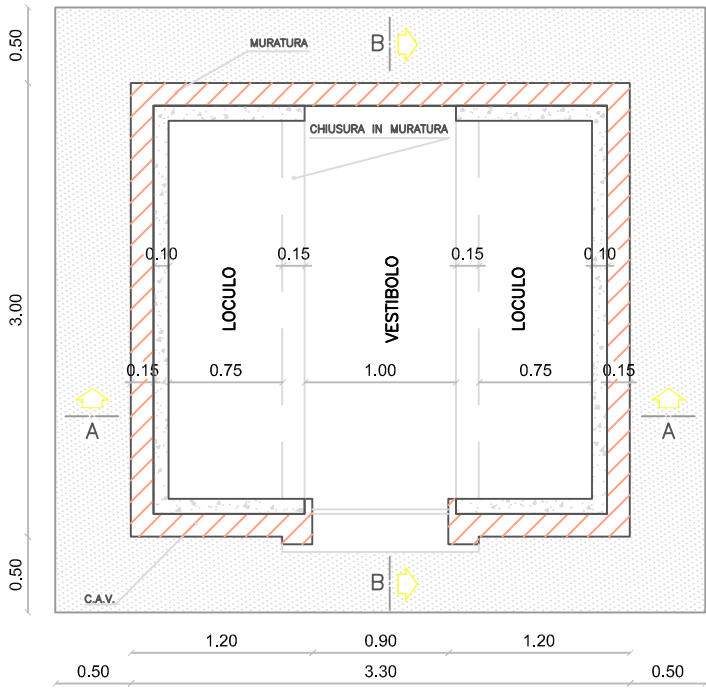 0.50
MURATURA
B
CHIUSURA IN MURATURA
0.10
0.15
0.15
0.10
LOCULO
VESTIBOLO
LOCULO
3.00
0.15
0.75
1.00
0.75
0.15
A
A
0.50
B
C.A.V.
1.20
0.90
1.20
0.50
3.30
0.50